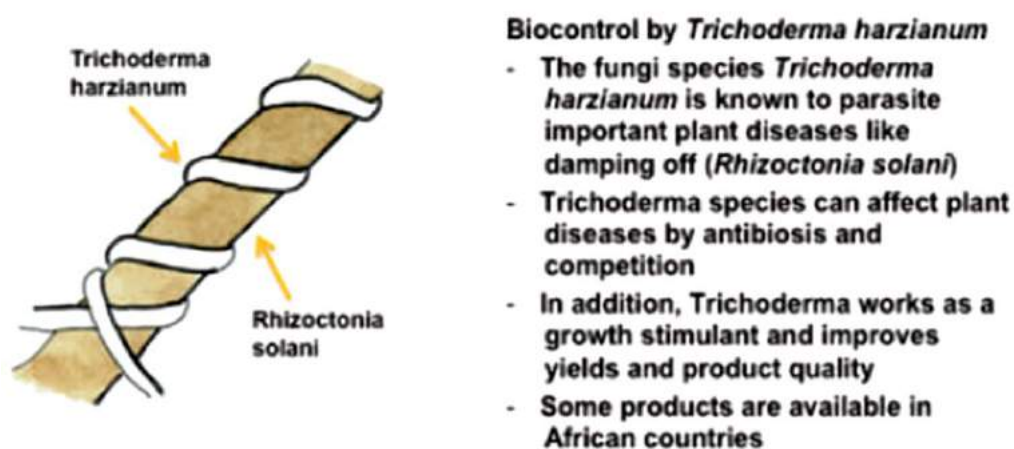 Trichoderma
harzianum
Rhizoctonia
solani
Biocontrol by Trichoderma harzianum
- The fungi species Trichoderma
harzianum is known to parasite
important plant diseases like
damping off (Rhizoctonia solani)
- Trichoderma species can affect plant
diseases by antibiosis and
competition
- In addition, Trichoderma works as a
growth stimulant and improves
yields and product quality
- Some products are available in
African countries